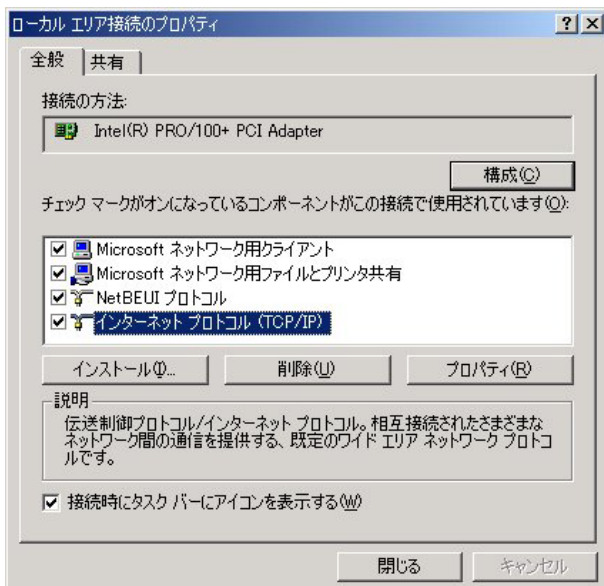 ローカル エリア接続のプロパティ
全般 共有
接続の方法:
Intel(R) PRO/100+ PCI Adapter
構成(C)
チェック マークがオンになっているコンポーネントがこの接続で使用されています(O):
Microsoft ネットワーク用クライアント
Microsoft ネットワーク用ファイルとプリンタ共有
NetBEUI プロトコル
インターネット プロトコル (TCP/IP)
インストール(I)... 削除(U) プロパティ(R)
説明
伝送制御プロトコル/インターネット プロトコル。相互接続されたさまざまな
ネットワーク間の通信を提供する、既定のワイド エリア ネットワーク プロトコ
ルです。
接続時にタスク バーにアイコンを表示する(W)
閉じる キャンセル